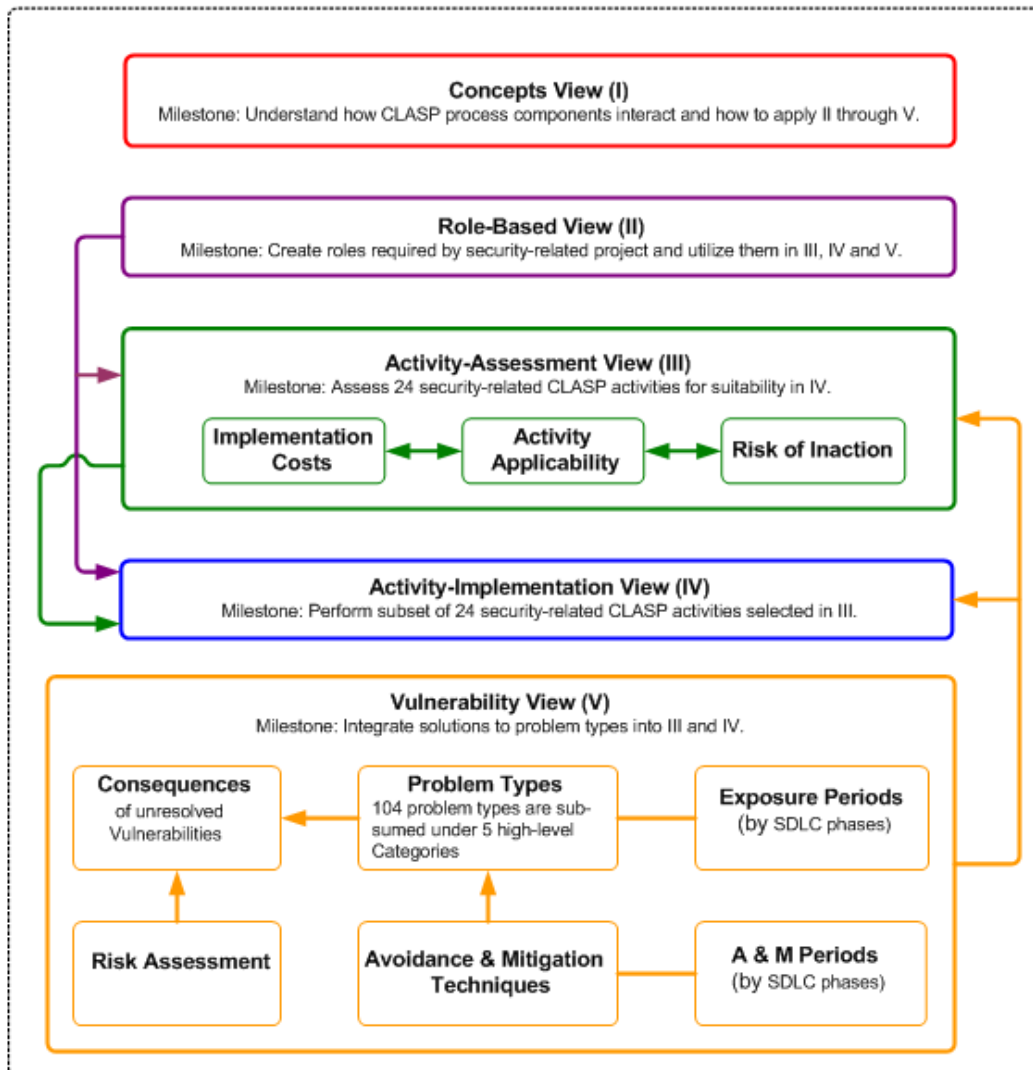 Concepts View (I)
Milestone: Understand how CLASP process components interact and how to apply II through V.
Role-Based View (II)
Milestone: Create roles required by security-related project and utilize them in III, IV and V.
Activity-Assessment View (III)
Milestone: Assess 24 security-related CLASP activities for suitability in IV.
Implementation
Costs
Activity
Applicability
Risk of Inaction
Activity-Implementation View (IV)
Milestone: Perform subset of 24 security-related CLASP activities selected in III.
Vulnerability View (V)
Milestone: Integrate solutions to problem types into III and IV.
Consequences
of unresolved
Vulnerabilities
Problem Types
104 problem types are sub-
sumed under 5 high-level
Categories
Exposure Periods
(by SDLC phases)
Risk Assessment
Avoidance & Mitigation
Techniques
A & M Periods
(by SDLC phases)